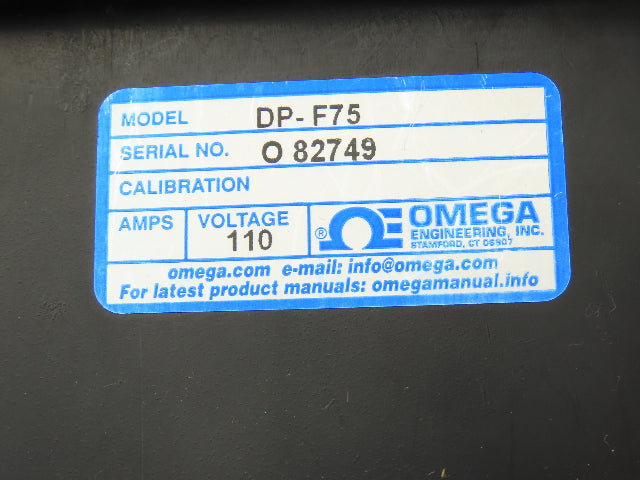 MODEL DP- F75
SERIAL NO. O 82749
CALIBRATION
AMPS VOLTAGE 110
® OMEGA
ENGINEERING, INC.
STAMFORD, CT 06907
omega.com e-mail: info@omega.com
For latest product manuals: omegamanual.info